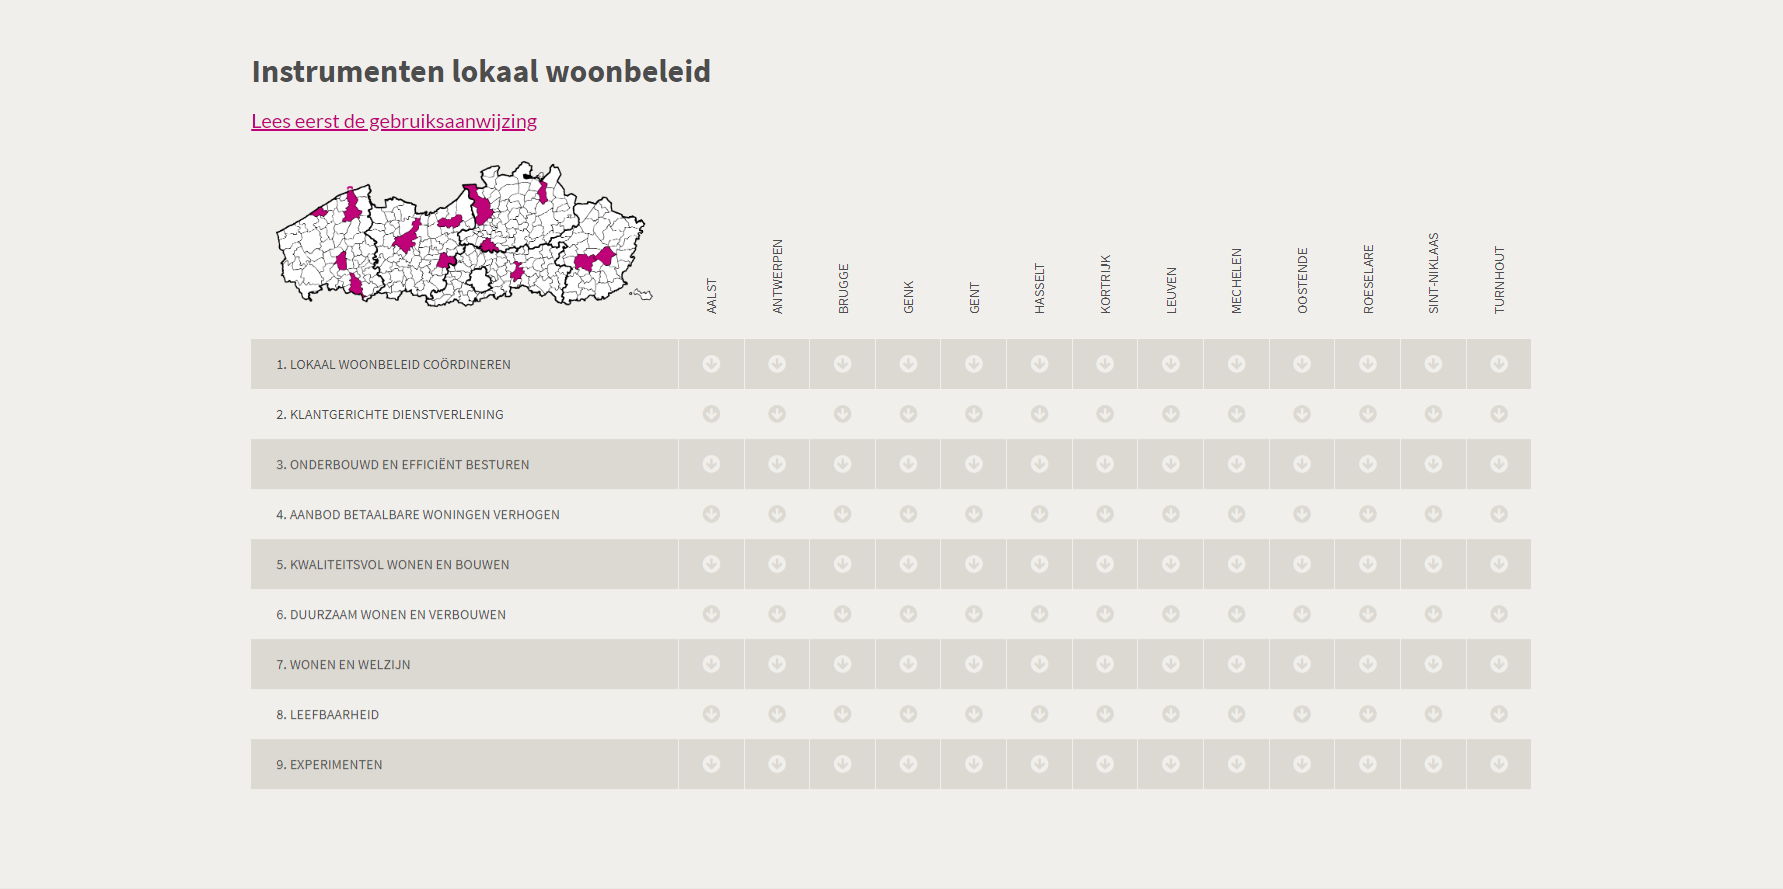 Instrumenten lokaal woonbeleid
Lees eerst de gebruiksaanwijzing
AALST
ANTWERPEN
BRUGGE
GENK
GENT
HASSELT
KORTRIJK
LEUVEN
MECHELEN
OOSTENDE
ROESELARE
SINT-NIKLAAS
TURNHOUT
1. LOKAAL WOONBELEID COÖRDINEREN
2. KLANTGERICHTE DIENSTVERLENING
3. ONDERBOUWD EN EFFICIËNT BESTUREN
4. AANBOD BETAALBARE WONINGEN VERHOGEN
5. KWALITEITSVOL WONEN EN BOUWEN
6. DUURZAAM WONEN EN VERBOUWEN
7. WONEN EN WELZIJN
8. LEEFBAARHEID
9. EXPERIMENTEN